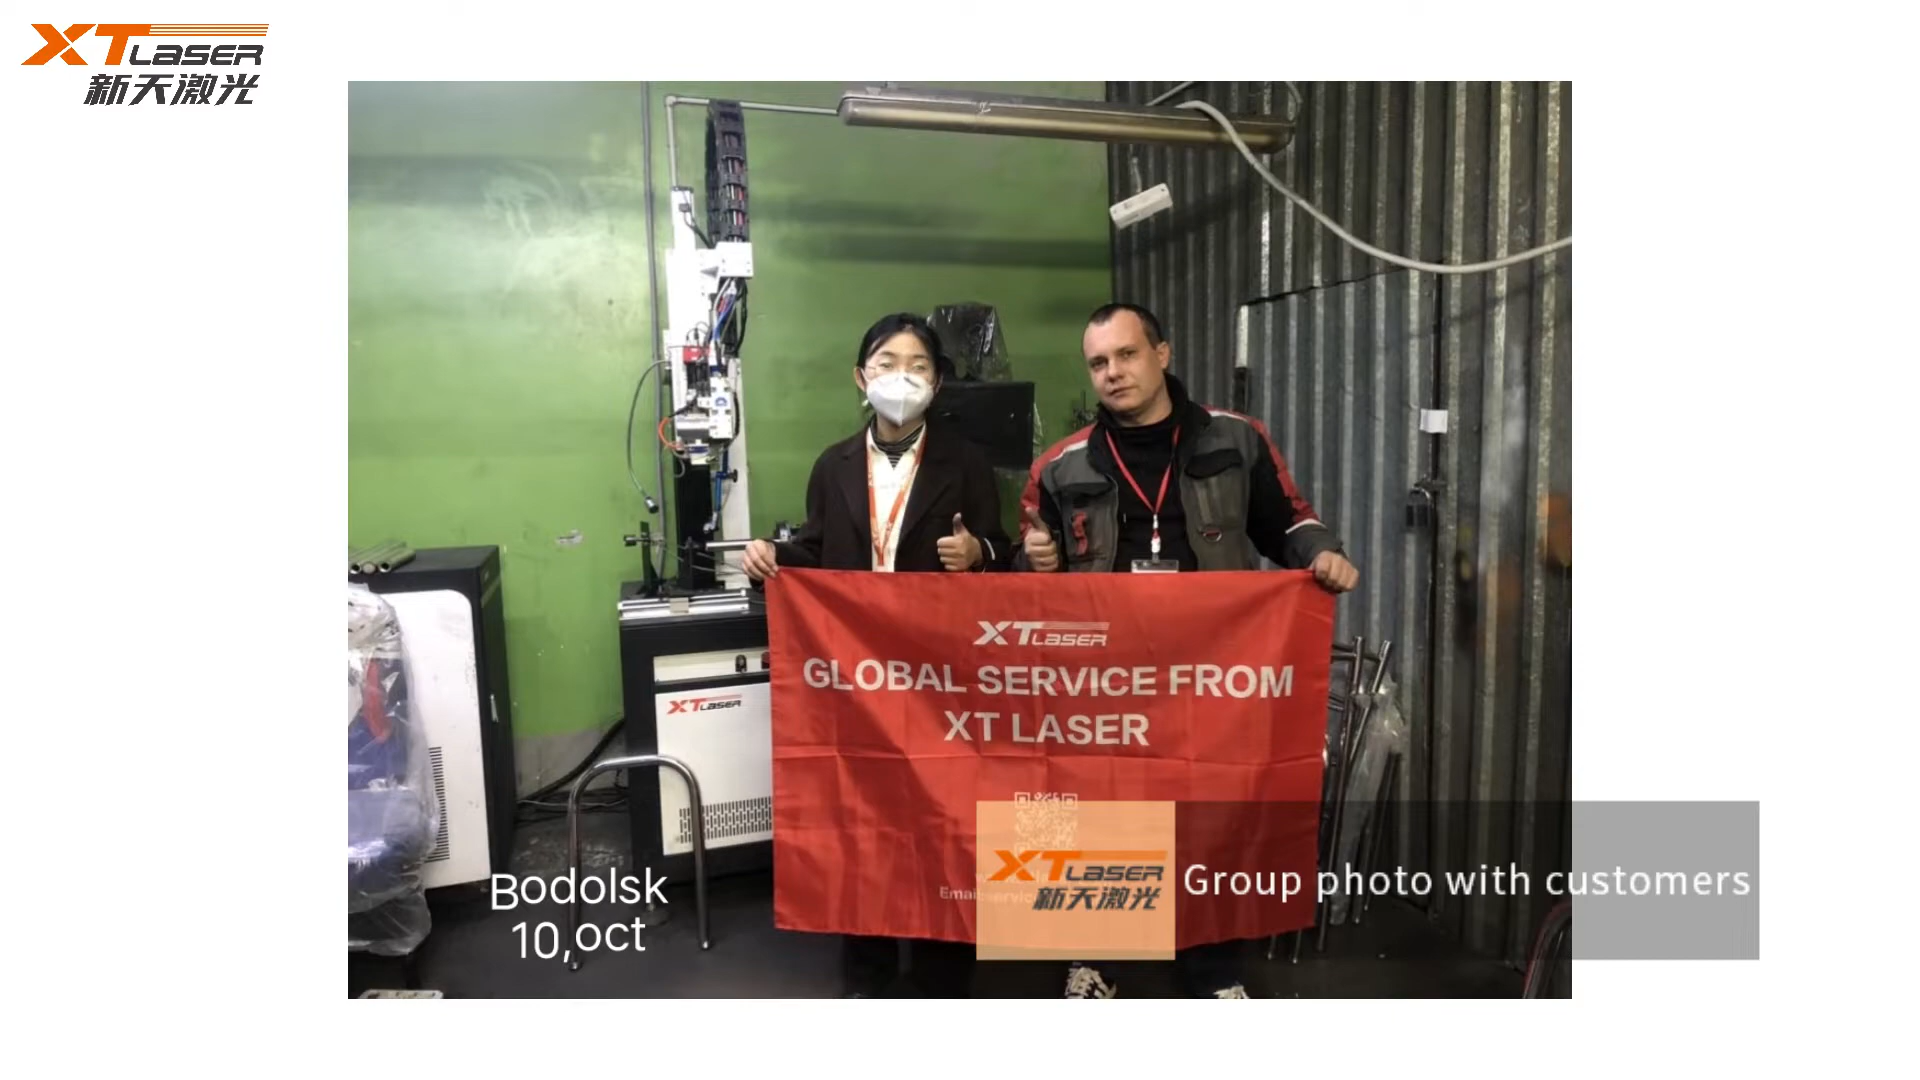 XTLASER
新天激光
XTLASER
GLOBAL SERVICE FROM
XT LASER
XTLASER
XTLASER
新天激光
Group photo with customers
Bodolsk
10,oct